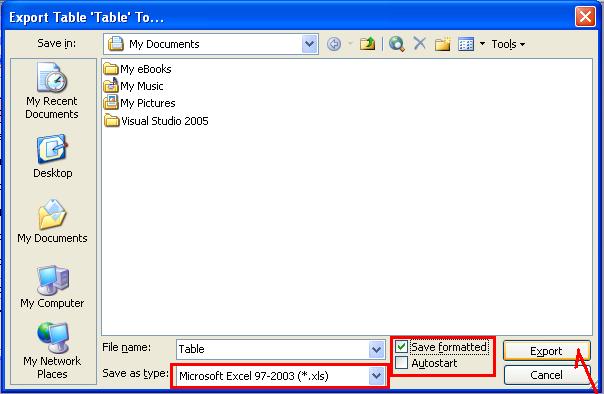 Export Table 'Table' To...
Save in:
My Documents
Tools
My Recent
Documents
Desktop
My Documents
My Computer
My Network
Places
My eBooks
My Music
My Pictures
Visual Studio 2005
File name:
Table
Save as type:
Microsoft Excel 97-2003 (*.xls)
Save formatted
Autostart
Export
Cancel